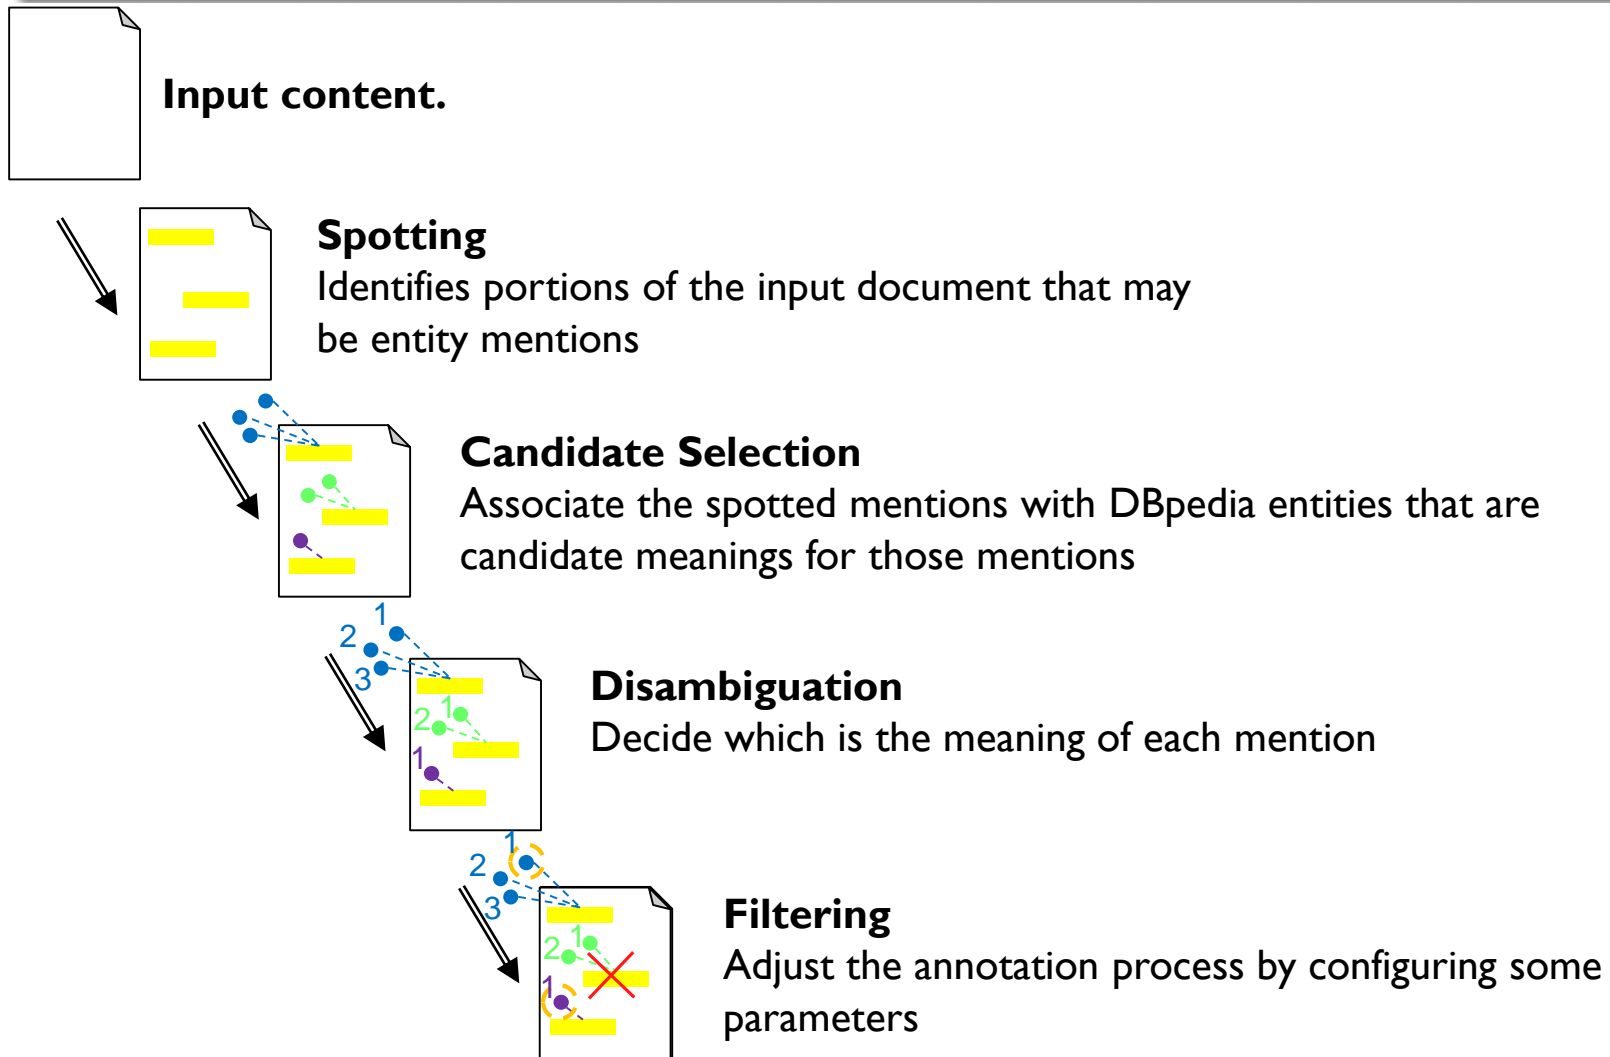 Input content.
Spotting
Identifies portions of the input document that may
be entity mentions
Candidate Selection
Associate the spotted mentions with DBpedia entities that are
candidate meanings for those mentions
1
2
3
Disambiguation
Decide which is the meaning of each mention
1
2
1
1
2
3
Filtering
Adjust the annotation process by configuring some
parameters
1
2
1